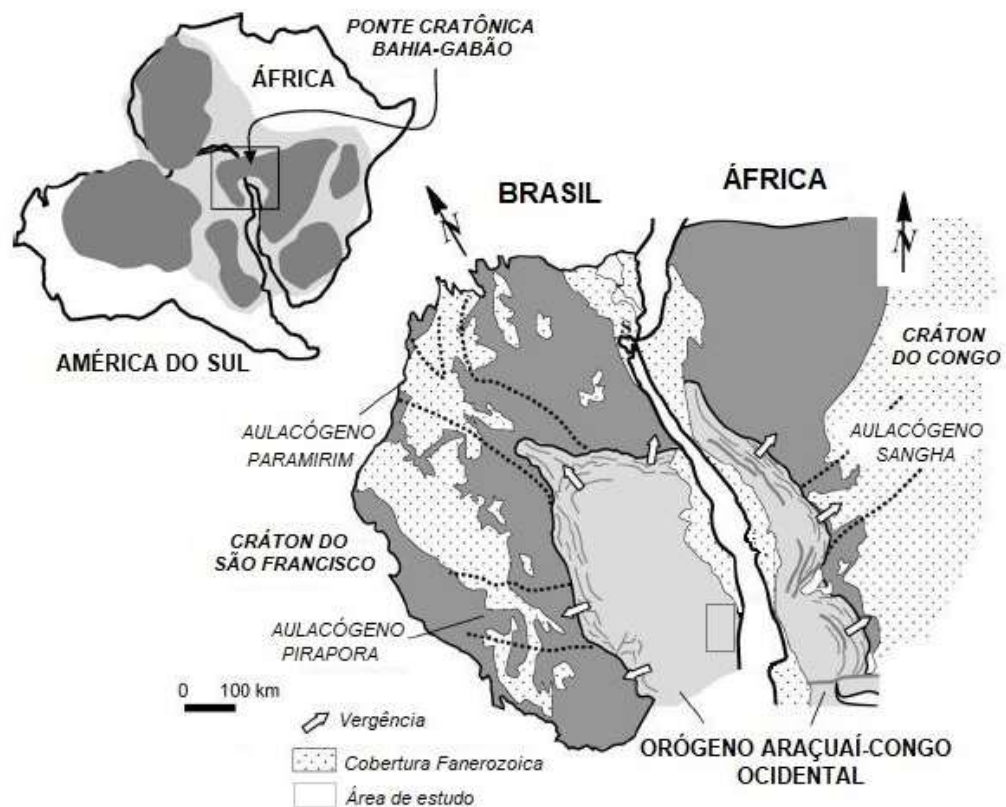 PONTE CRATÔNICA
BAHIA-GABÃO
ÁFRICA
AMÉRICA DO SUL
BRASIL
ÁFRICA
N
N
S
CRÁTON
DO CONGO
AULACÓGENO
SANGHA
AULACÓGENO
PARAMIRIM
CRÁTON DO
SÃO FRANCISCO
AULACÓGENO
PIRAPORA
0 100 km
Vergência
Cobertura Fanerozoica
Área de estudo
ORÓGENO ARAÇUAÍ-CONGO
OCIDENTAL